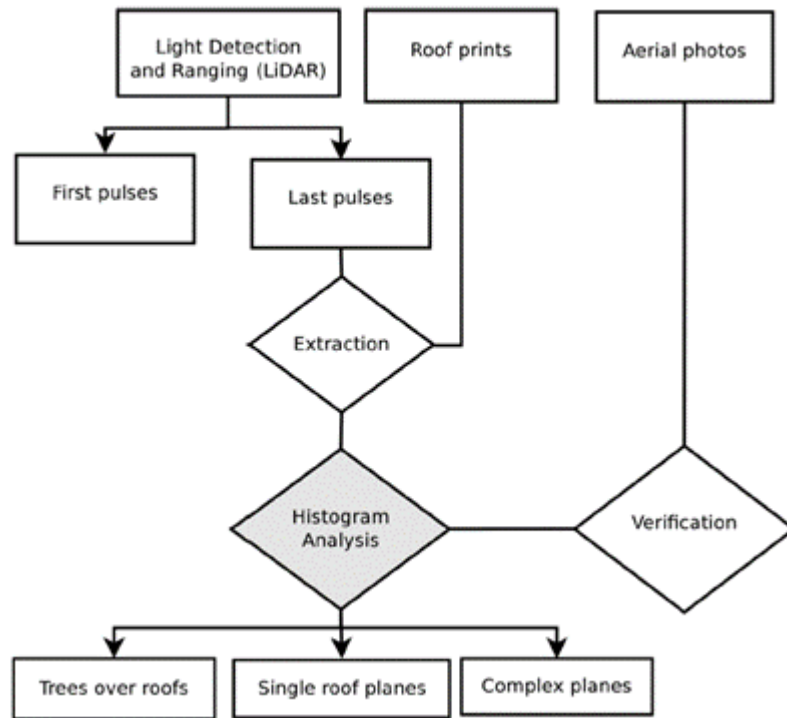 Light Detection
and Ranging (LiDAR)
Roof prints
Aerial photos
First pulses
Last pulses
Extraction
Histogram
Analysis
Verification
Trees over roofs
Single roof planes
Complex planes